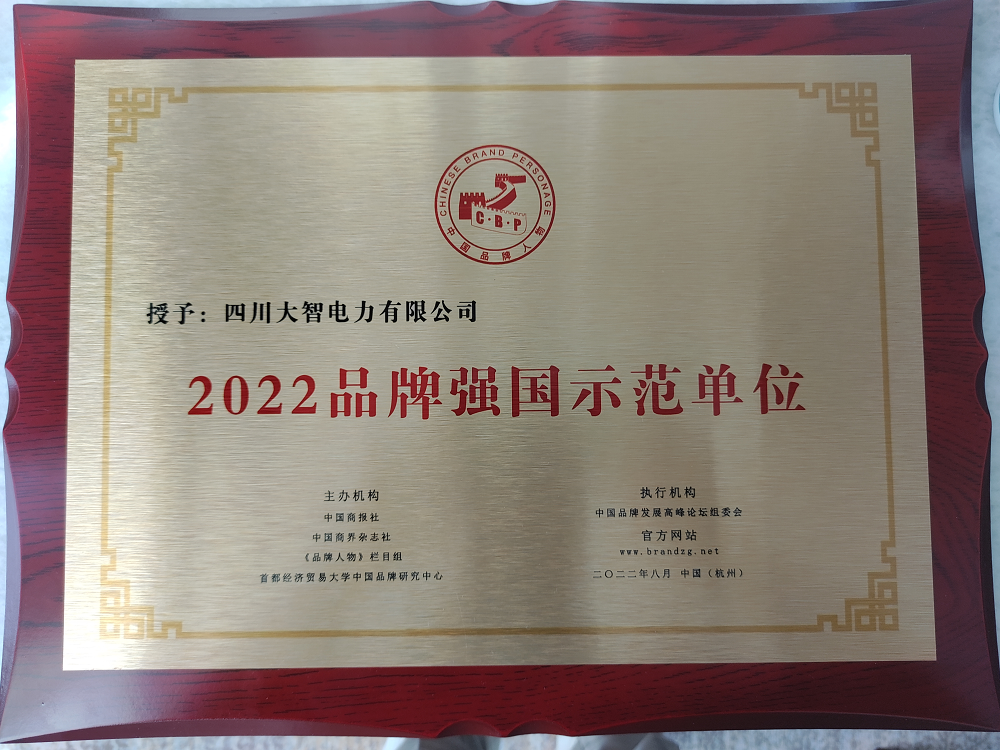 CHINESE BRAND PERSONAGE
C·B·P
中国品牌人物
授予：四川大智电力有限公司
2022品牌强国示范单位
主办机构
中国商报社
中国商界杂志社
《品牌人物》栏目组
首都经济贸易大学中国品牌研究中心
执行机构
中国品牌发展高峰论坛组委会
官方网站
www.brandzg.net
二〇二二年八月 中国（杭州）